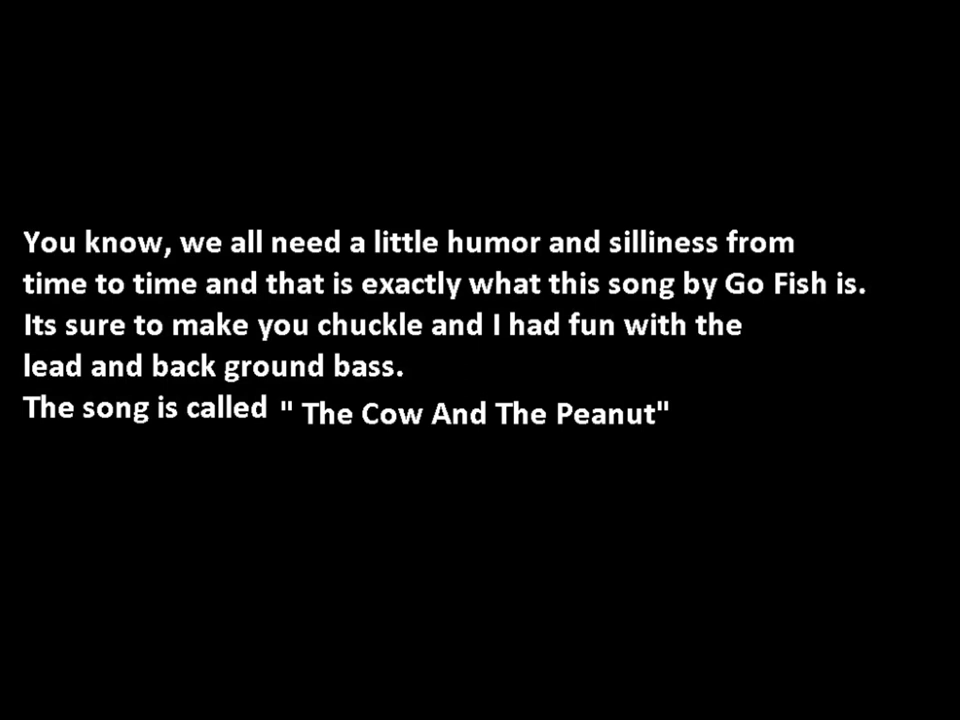 You know, we all need a little humor and silliness from
time to time and that is exactly what this song by Go Fish is.
Its sure to make you chuckle and I had fun with the
lead and back ground bass.
The song is called " The Cow And The Peanut"